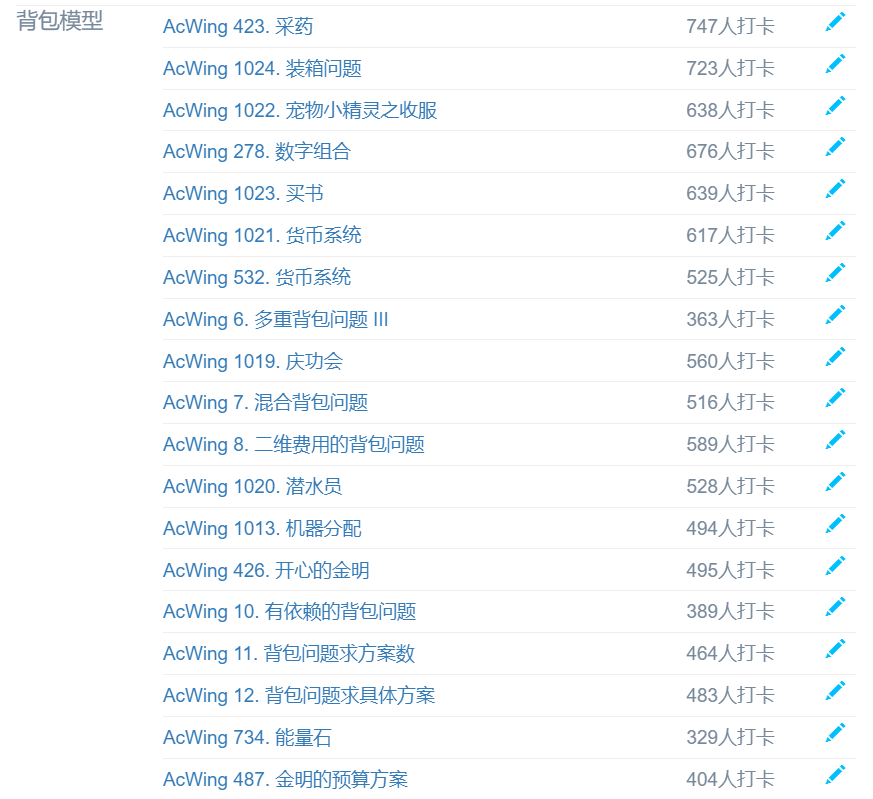 背包模型
AcWing 423. 采药 747人打卡
AcWing 1024. 装箱问题 723人打卡
AcWing 1022. 宠物小精灵之收服 638人打卡
AcWing 278. 数字组合 676人打卡
AcWing 1023. 买书 639人打卡
AcWing 1021. 货币系统 617人打卡
AcWing 532. 货币系统 525人打卡
AcWing 6. 多重背包问题 III 363人打卡
AcWing 1019. 庆功会 560人打卡
AcWing 7. 混合背包问题 516人打卡
AcWing 8. 二维费用的背包问题 589人打卡
AcWing 1020. 潜水员 528人打卡
AcWing 1013. 机器分配 494人打卡
AcWing 426. 开心的金明 495人打卡
AcWing 10. 有依赖的背包问题 389人打卡
AcWing 11. 背包问题求方案数 464人打卡
AcWing 12. 背包问题求具体方案 483人打卡
AcWing 734. 能量石 329人打卡
AcWing 487. 金明的预算方案 404人打卡